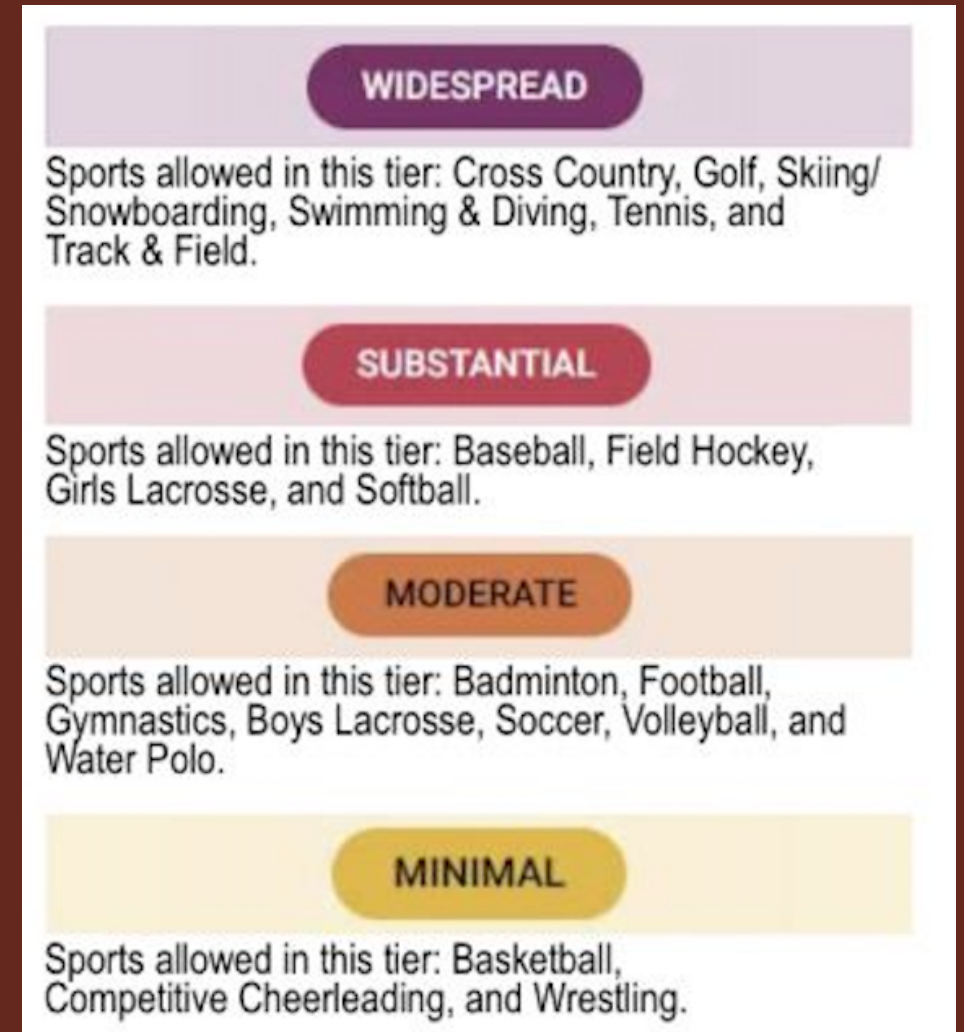 WIDESPREAD
Sports allowed in this tier: Cross Country, Golf, Skiing/
Snowboarding, Swimming & Diving, Tennis, and
Track & Field.
SUBSTANTIAL
Sports allowed in this tier: Baseball, Field Hockey,
Girls Lacrosse, and Softball.
MODERATE
Sports allowed in this tier: Badminton, Football,
Gymnastics, Boys Lacrosse, Soccer, Volleyball, and
Water Polo.
MINIMAL
Sports allowed in this tier: Basketball,
Competitive Cheerleading, and Wrestling.